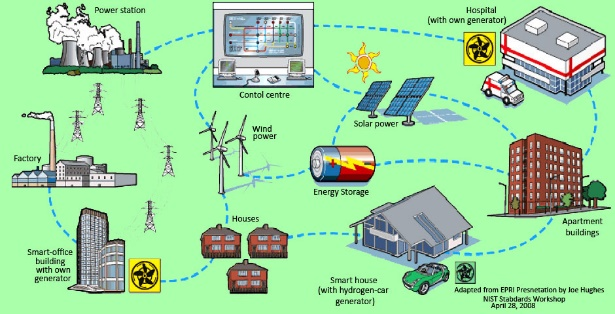 Power station
Contol centre
Hospital
(with own generator)
Solar power
Wind
power
Factory
Energy Storage
Houses
Apartment
buildings
Smart-office
building
with own
generator
Smart house
(with hydrogen-car
generator)
Adapted from EPRI Presnetation by Joe Hughes
NIST Stabdards Workshop
April 28, 2008